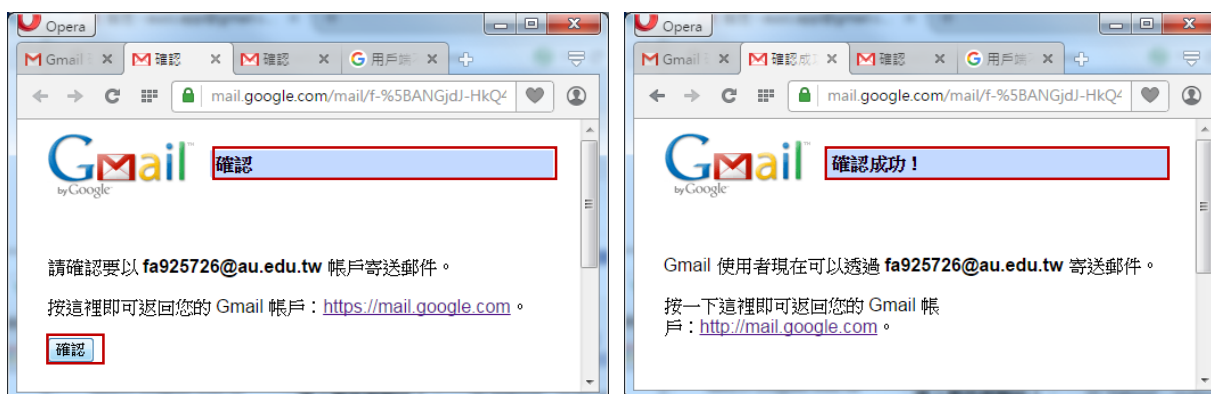 Opera
Gmail
確認
確認
用戶端
mail.google.com/mail/f-%5BANGjdJ-HkQ4
Gmail™
by Google
確認
請確認要以 fa925726@au.edu.tw 帳戶寄送郵件。
按這裡即可返回您的 Gmail 帳戶：https://mail.google.com。
確認
Opera
Gmail
確認成
確認
用戶端
mail.google.com/mail/f-%5BANGjdJ-HkQ4
Gmail™
by Google
確認成功！
Gmail 使用者現在可以透過 fa925726@au.edu.tw 寄送郵件。
按一下這裡即可返回您的 Gmail 帳
戶：http://mail.google.com。